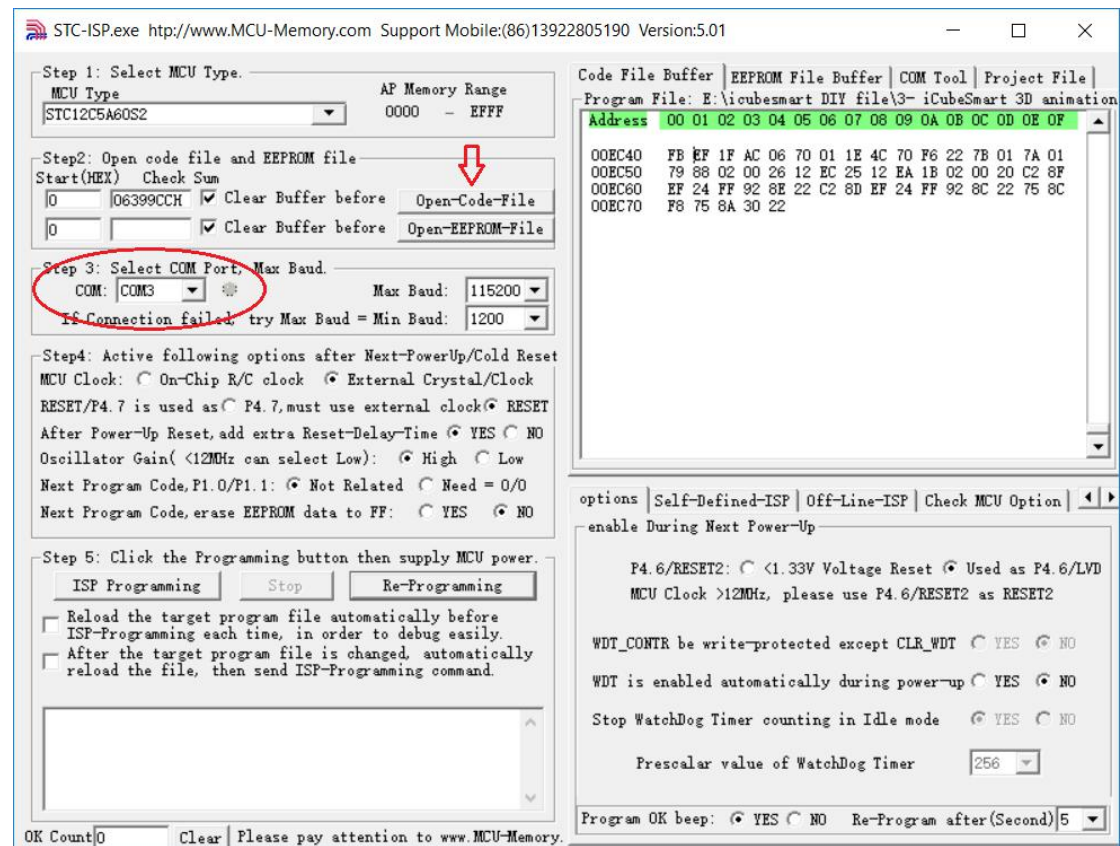 STC-ISP.exe htp://www.MCU-Memory.com Support Mobile:(86)13922805190 Version:5.01
Step 1: Select MCU Type.
MCU Type AP Memory Range
STC12C5A60S2 0000 - EFFF
Step2: Open code file and EEPROM file
Start(HEX) Check Sum
0 06399CCH Clear Buffer before Open-Code-File
0 Clear Buffer before Open-EEPROM-File
Step 3: Select COM Port, Max Baud.
COM: COM3 Max Baud: 115200
If Connection failed, try Max Baud = Min Baud: 1200
Step4: Active following options after Next-PowerUp/Cold Reset
MCU Clock: On-Chip R/C clock External Crystal/Clock
RESET/P4.7 is used as P4.7,must use external clock RESET
After Power-Up Reset,add extra Reset-Delay-Time YES NO
Oscillator Gain( <12MHz can select Low): High Low
Next Program Code,P1.0/P1.1: Not Related Need = 0/0
Next Program Code,erase EEPROM data to FF: YES NO
Step 5: Click the Programming button then supply MCU power.
ISP Programming Stop Re-Programming
Reload the target program file automatically before
ISP-Programming each time, in order to debug easily.
After the target program file is changed, automatically
reload the file, then send ISP-Programming command.
OK Count 0 Clear Please pay attention to www.MCU-Memory.
Code File Buffer EEPROM File Buffer COM Tool Project File
Program File: E:\icubesmart DIY file\3- iCubeSmart 3D animation
Address 00 01 02 03 04 05 06 07 08 09 0A 0B 0C 0D 0E 0F
00EC40 FB EF 1F AC 06 70 01 1E 4C 70 F6 22 7B 01 7A 01
00EC50 79 88 02 00 26 12 EC 25 12 EA 1B 02 00 20 C2 8F
00EC60 EF 24 FF 92 8E 22 C2 8D EF 24 FF 92 8C 22 75 8C
00EC70 F8 75 8A 30 22
options Self-Defined-ISP Off-Line-ISP Check MCU Option
enable During Next Power-Up
P4.6/RESET2: <1.33V Voltage Reset Used as P4.6/LVD
MCU Clock >12MHz, please use P4.6/RESET2 as RESET2
WDT_CONTR be write-protected except CLR_WDT YES NO
WDT is enabled automatically during power-up YES NO
Stop WatchDog Timer counting in Idle mode YES NO
Prescalar value of WatchDog Timer 256
Program OK beep: YES NO Re-Program after(Second) 5